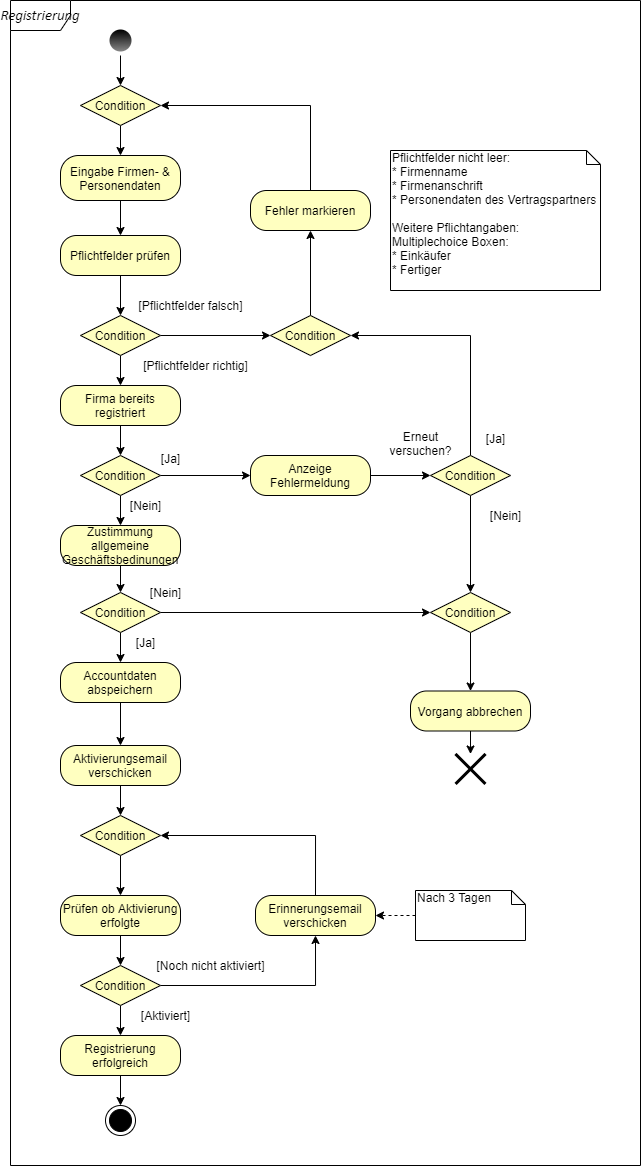 Registrierung
Condition
Eingabe Firmen- &
Personendaten
Pflichtfelder nicht leer:
* Firmenname
* Firmenanschrift
* Personendaten des Vertragspartners
Weitere Pflichtangaben:
Multiplechoice Boxen:
* Einkäufer
* Fertiger
Fehler markieren
Pflichtfelder prüfen
[Pflichtfelder falsch]
Condition
Condition
[Pflichtfelder richtig]
Firma bereits
registriert
Erneut
versuchen?
[Ja]
[Ja]
Condition
Anzeige
Fehlermeldung
Condition
[Nein]
[Nein]
Zustimmung
allgemeine
Geschäftsbedinungen
[Nein]
Condition
Condition
[Ja]
Accountdaten
abspeichern
Vorgang abbrechen
Aktivierungsemail
verschicken
Condition
Prüfen ob Aktivierung
erfolgte
Erinnerungsemail
verschicken
Nach 3 Tagen
[Noch nicht aktiviert]
Condition
[Aktiviert]
Registrierung
erfolgreich